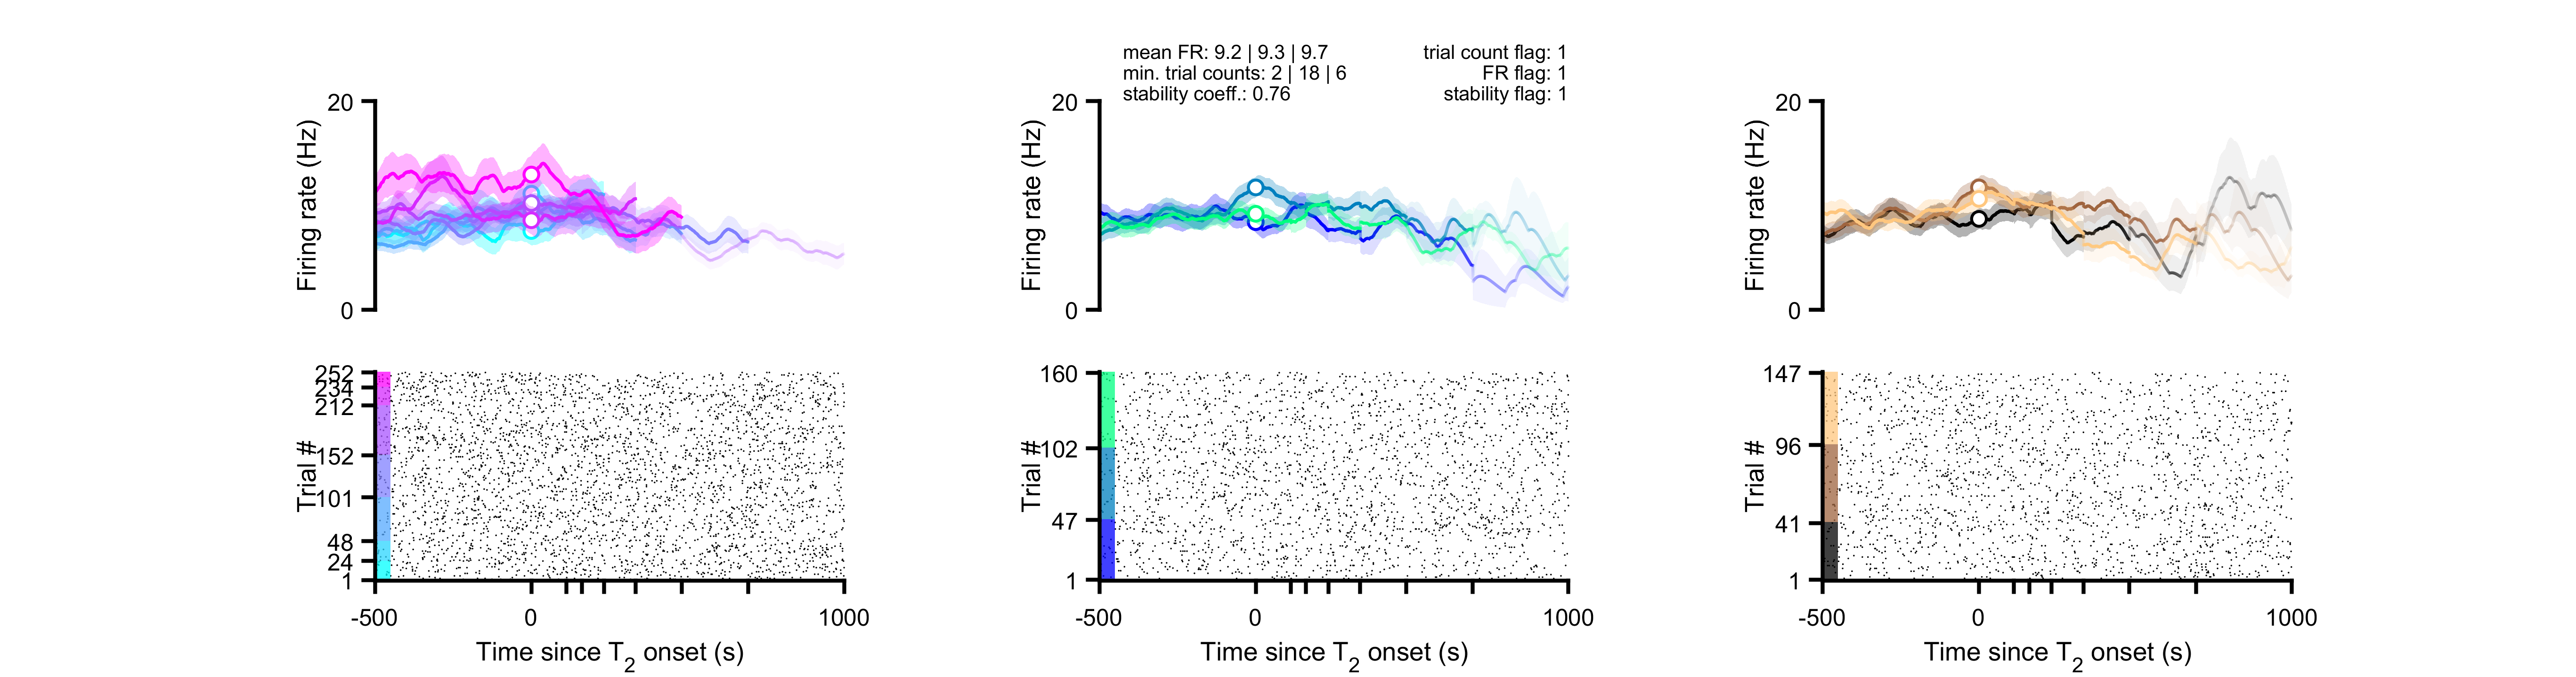 mean FR: 9.2 | 9.3 | 9.7
min. trial counts: 2 | 18 | 6
stability coeff.: 0.76
trial count flag: 1
FR flag: 1
stability flag: 1
20
Firing rate (Hz)
0
252
234
212
152
101
48
24
1
Trial #
-500
0
1000
Time since T2 onset (s)
20
Firing rate (Hz)
0
160
102
47
1
Trial #
-500
0
1000
Time since T2 onset (s)
20
Firing rate (Hz)
0
147
96
41
1
Trial #
-500
0
1000
Time since T2 onset (s)